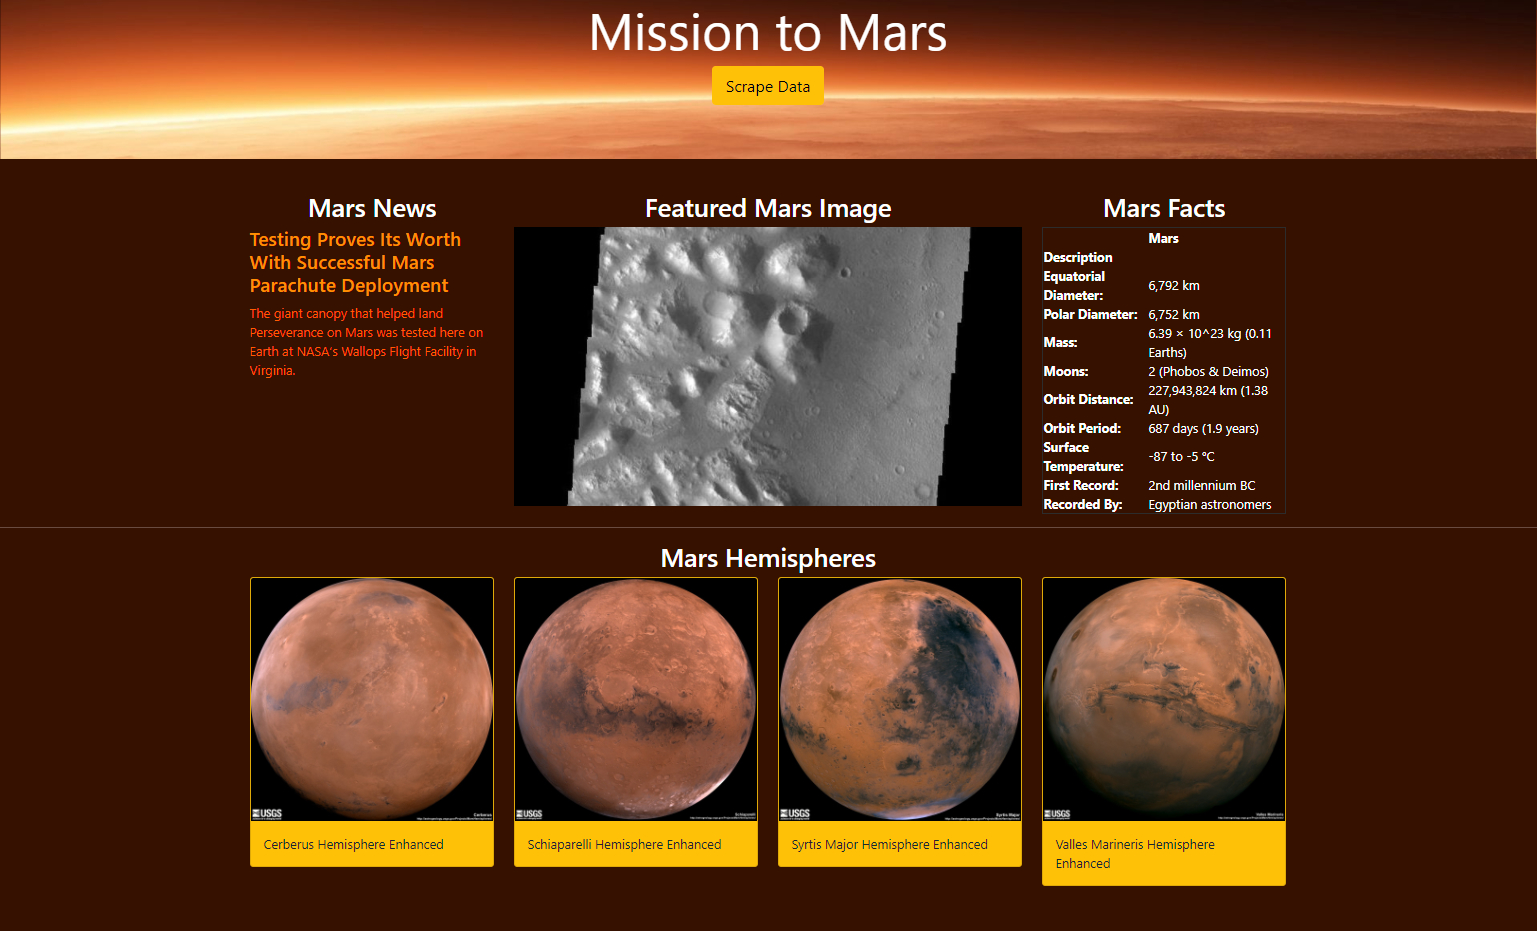 Mission to Mars
Scrape Data
Mars News
Testing Proves Its Worth
With Successful Mars
Parachute Deployment
The giant canopy that helped land
Perseverance on Mars was tested here on
Earth at NASA's Wallops Flight Facility in
Virginia.
Featured Mars Image
Mars Facts
Mars
Description
Equatorial
Diameter:
6,792 km
Polar Diameter: 6,752 km
Mass:
6.39 × 10^23 kg (0.11
Earths)
Moons: 2 (Phobos & Deimos)
Orbit Distance:
227,943,824 km (1.38
AU)
Orbit Period: 687 days (1.9 years)
Surface
Temperature:
-87 to -5 °C
First Record: 2nd millennium BC
Recorded By: Egyptian astronomers
Mars Hemispheres
USGS
Cerberus
USGS
Schiaparelli
USGS
Syrtis Major
USGS
Valles Marineris
Cerberus Hemisphere Enhanced
Schiaparelli Hemisphere Enhanced
Syrtis Major Hemisphere Enhanced
Valles Marineris Hemisphere
Enhanced